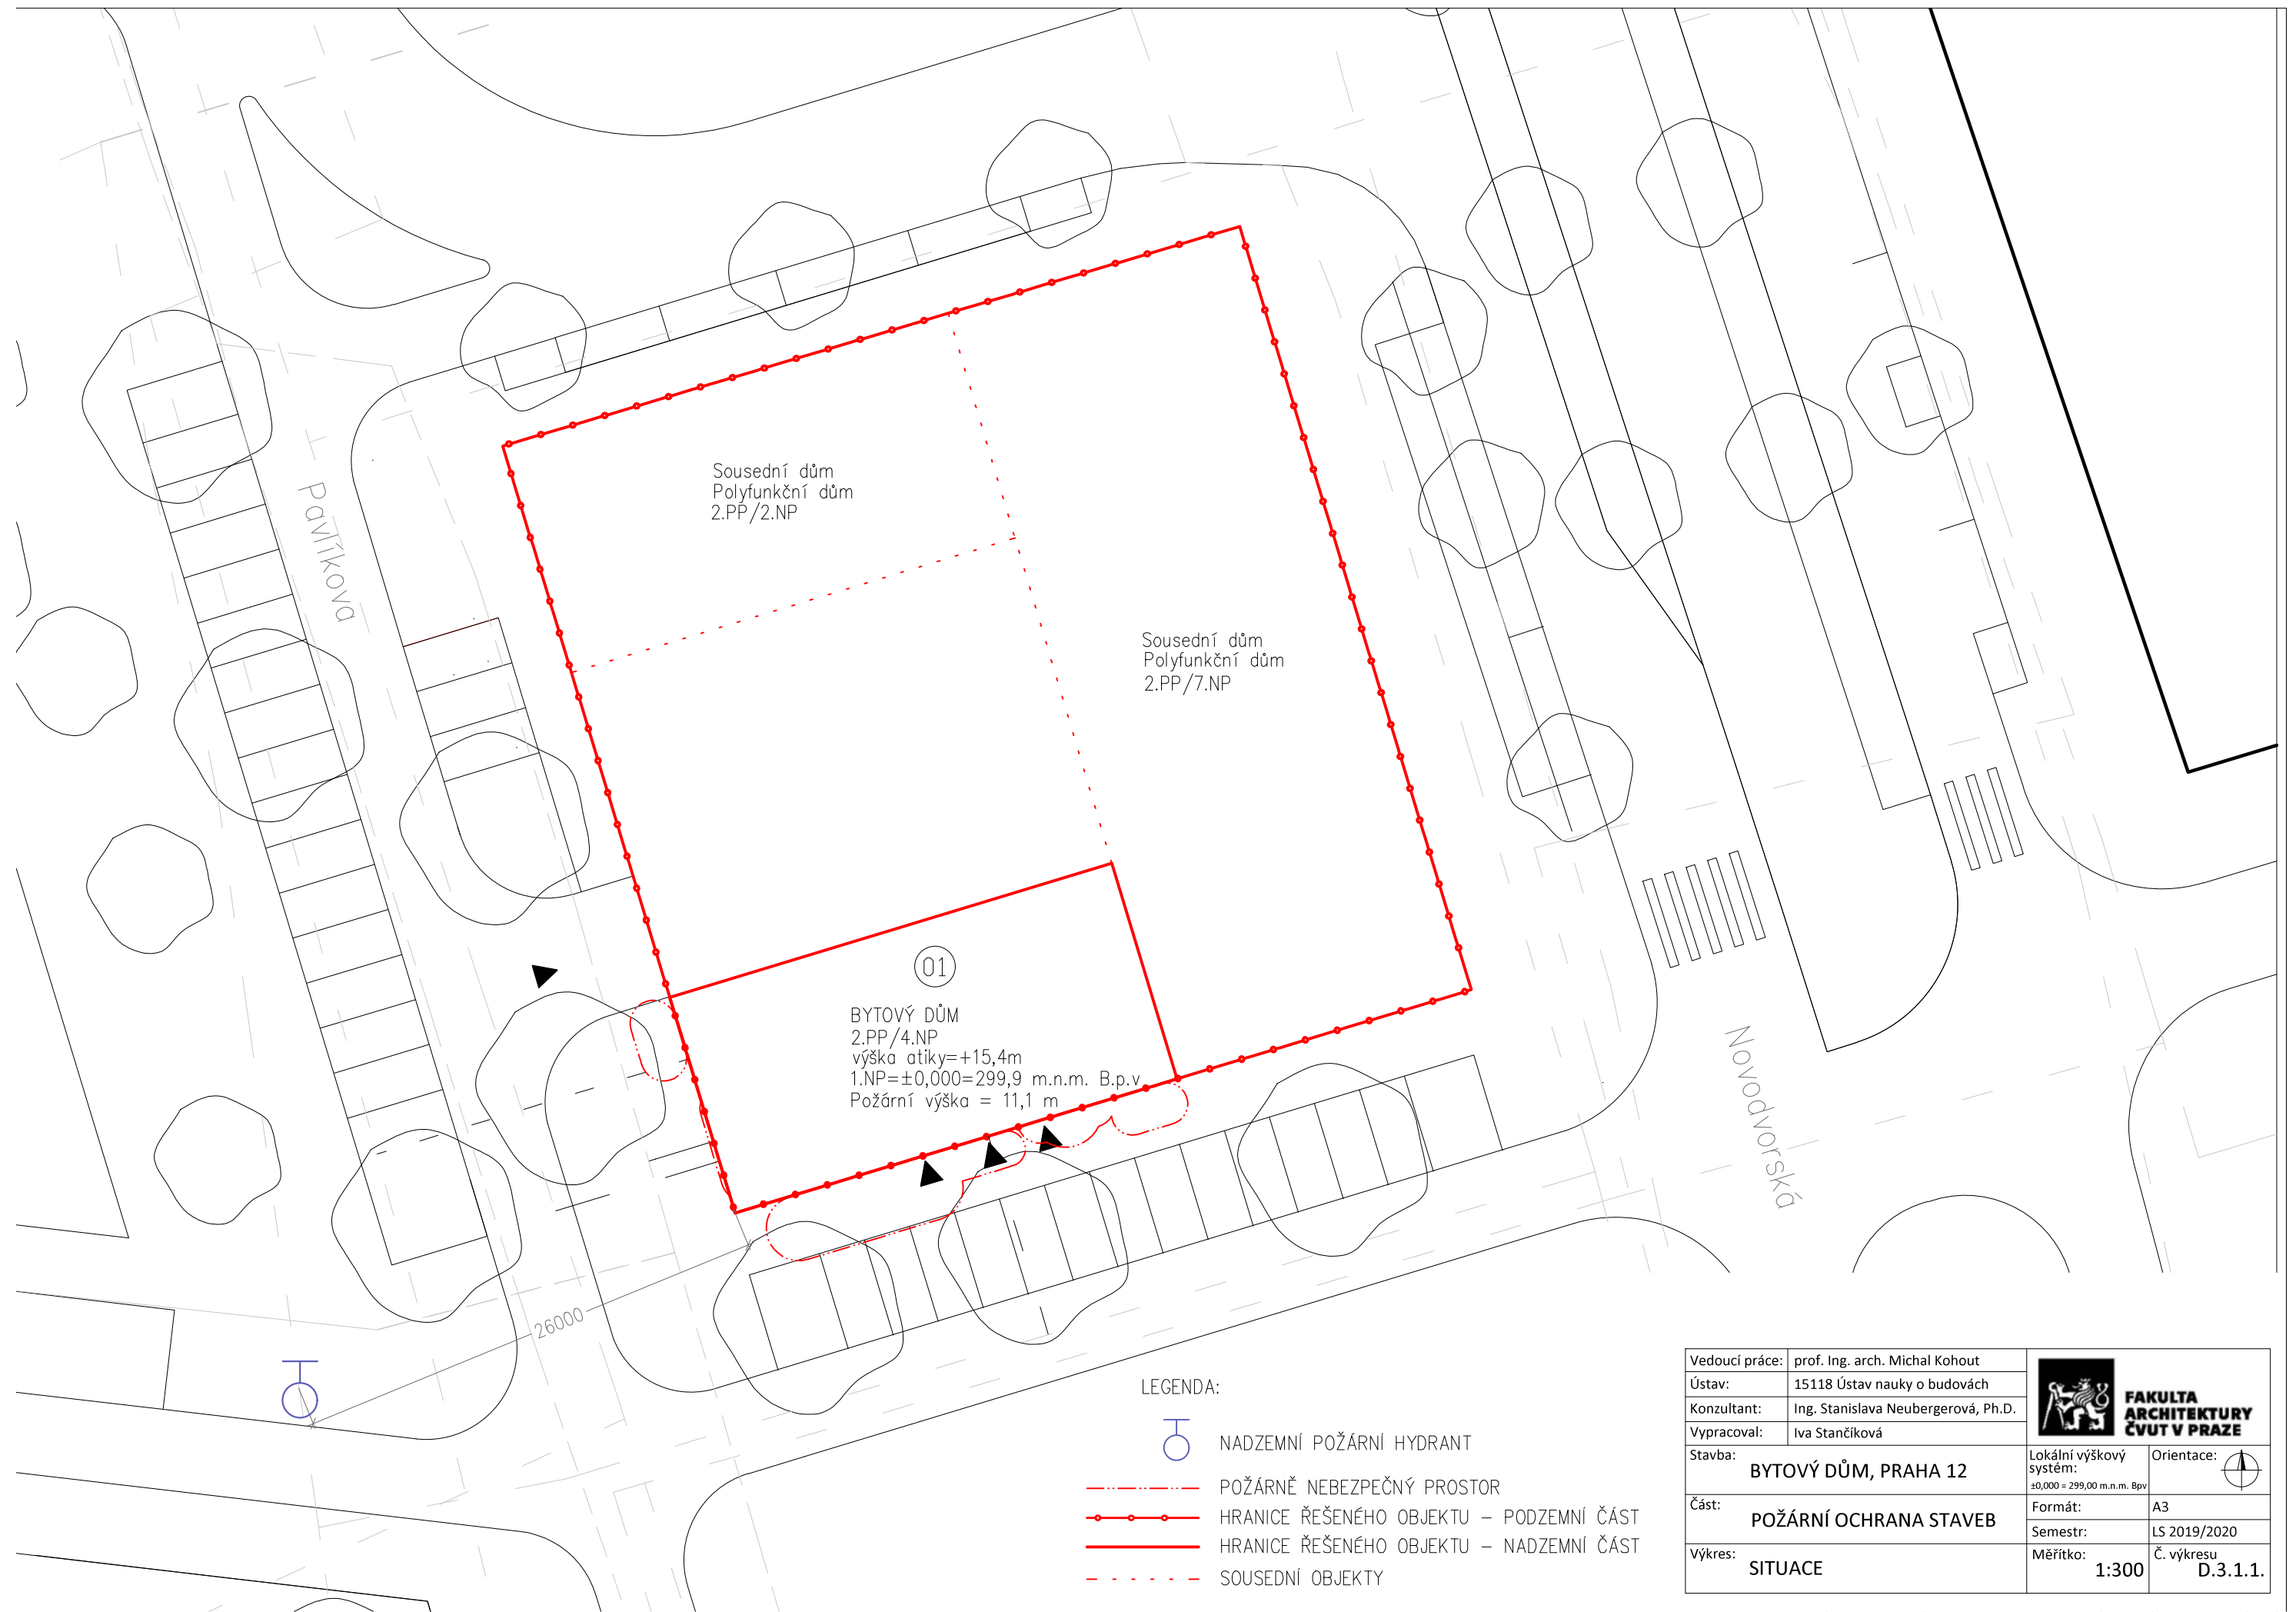 Pavlíkova
Sousední dům
Polyfunkční dům
2.PP/2.NP
Sousední dům
Polyfunkční dům
2.PP/7.NP
01
BYTOVÝ DŮM
2.PP/4.NP
výška atiky=+15,4m
1.NP=±0,000=299,9 m.n.m. B.p.v
Požární výška = 11,1 m
Novodvorská
26000
LEGENDA:
NADZEMNÍ POŽÁRNÍ HYDRANT
POŽÁRNĚ NEBEZPEČNÝ PROSTOR
HRANICE ŘEŠENÉHO OBJEKTU – PODZEMNÍ ČÁST
HRANICE ŘEŠENÉHO OBJEKTU – NADZEMNÍ ČÁST
SOUSEDNÍ OBJEKTY
Vedoucí práce: prof. Ing. arch. Michal Kohout
Ústav: 15118 Ústav nauky o budovách
Konzultant: Ing. Stanislava Neubergerová, Ph.D.
Vypracoval: Iva Stančíková
FAKULTA
ARCHITEKTURY
ČVUT V PRAZE
Stavba: BYTOVÝ DŮM, PRAHA 12
Lokální výškový
systém:
±0,000 = 299,00 m.n.m. Bpv
Orientace:
Část: POŽÁRNÍ OCHRANA STAVEB
Formát: A3
Semestr: LS 2019/2020
Výkres: SITUACE
Měřítko: 1:300
Č. výkresu D.3.1.1.